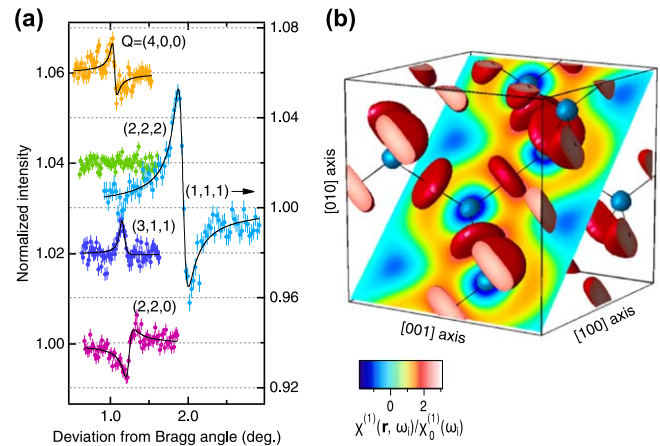 (a)
(b)
Q=(4,0,0)
(2,2,2)
(1,1,1)
(3,1,1)
(2,2,0)
1.06
1.04
1.02
1.00
1.08
1.04
1.00
0.96
0.92
Normalized intensity
1.0
2.0
Deviation from Bragg angle (deg.)
[010] axis
[001] axis
[100] axis
0
2
χ(1)(r, ωi)/χ0(1)(ωi)